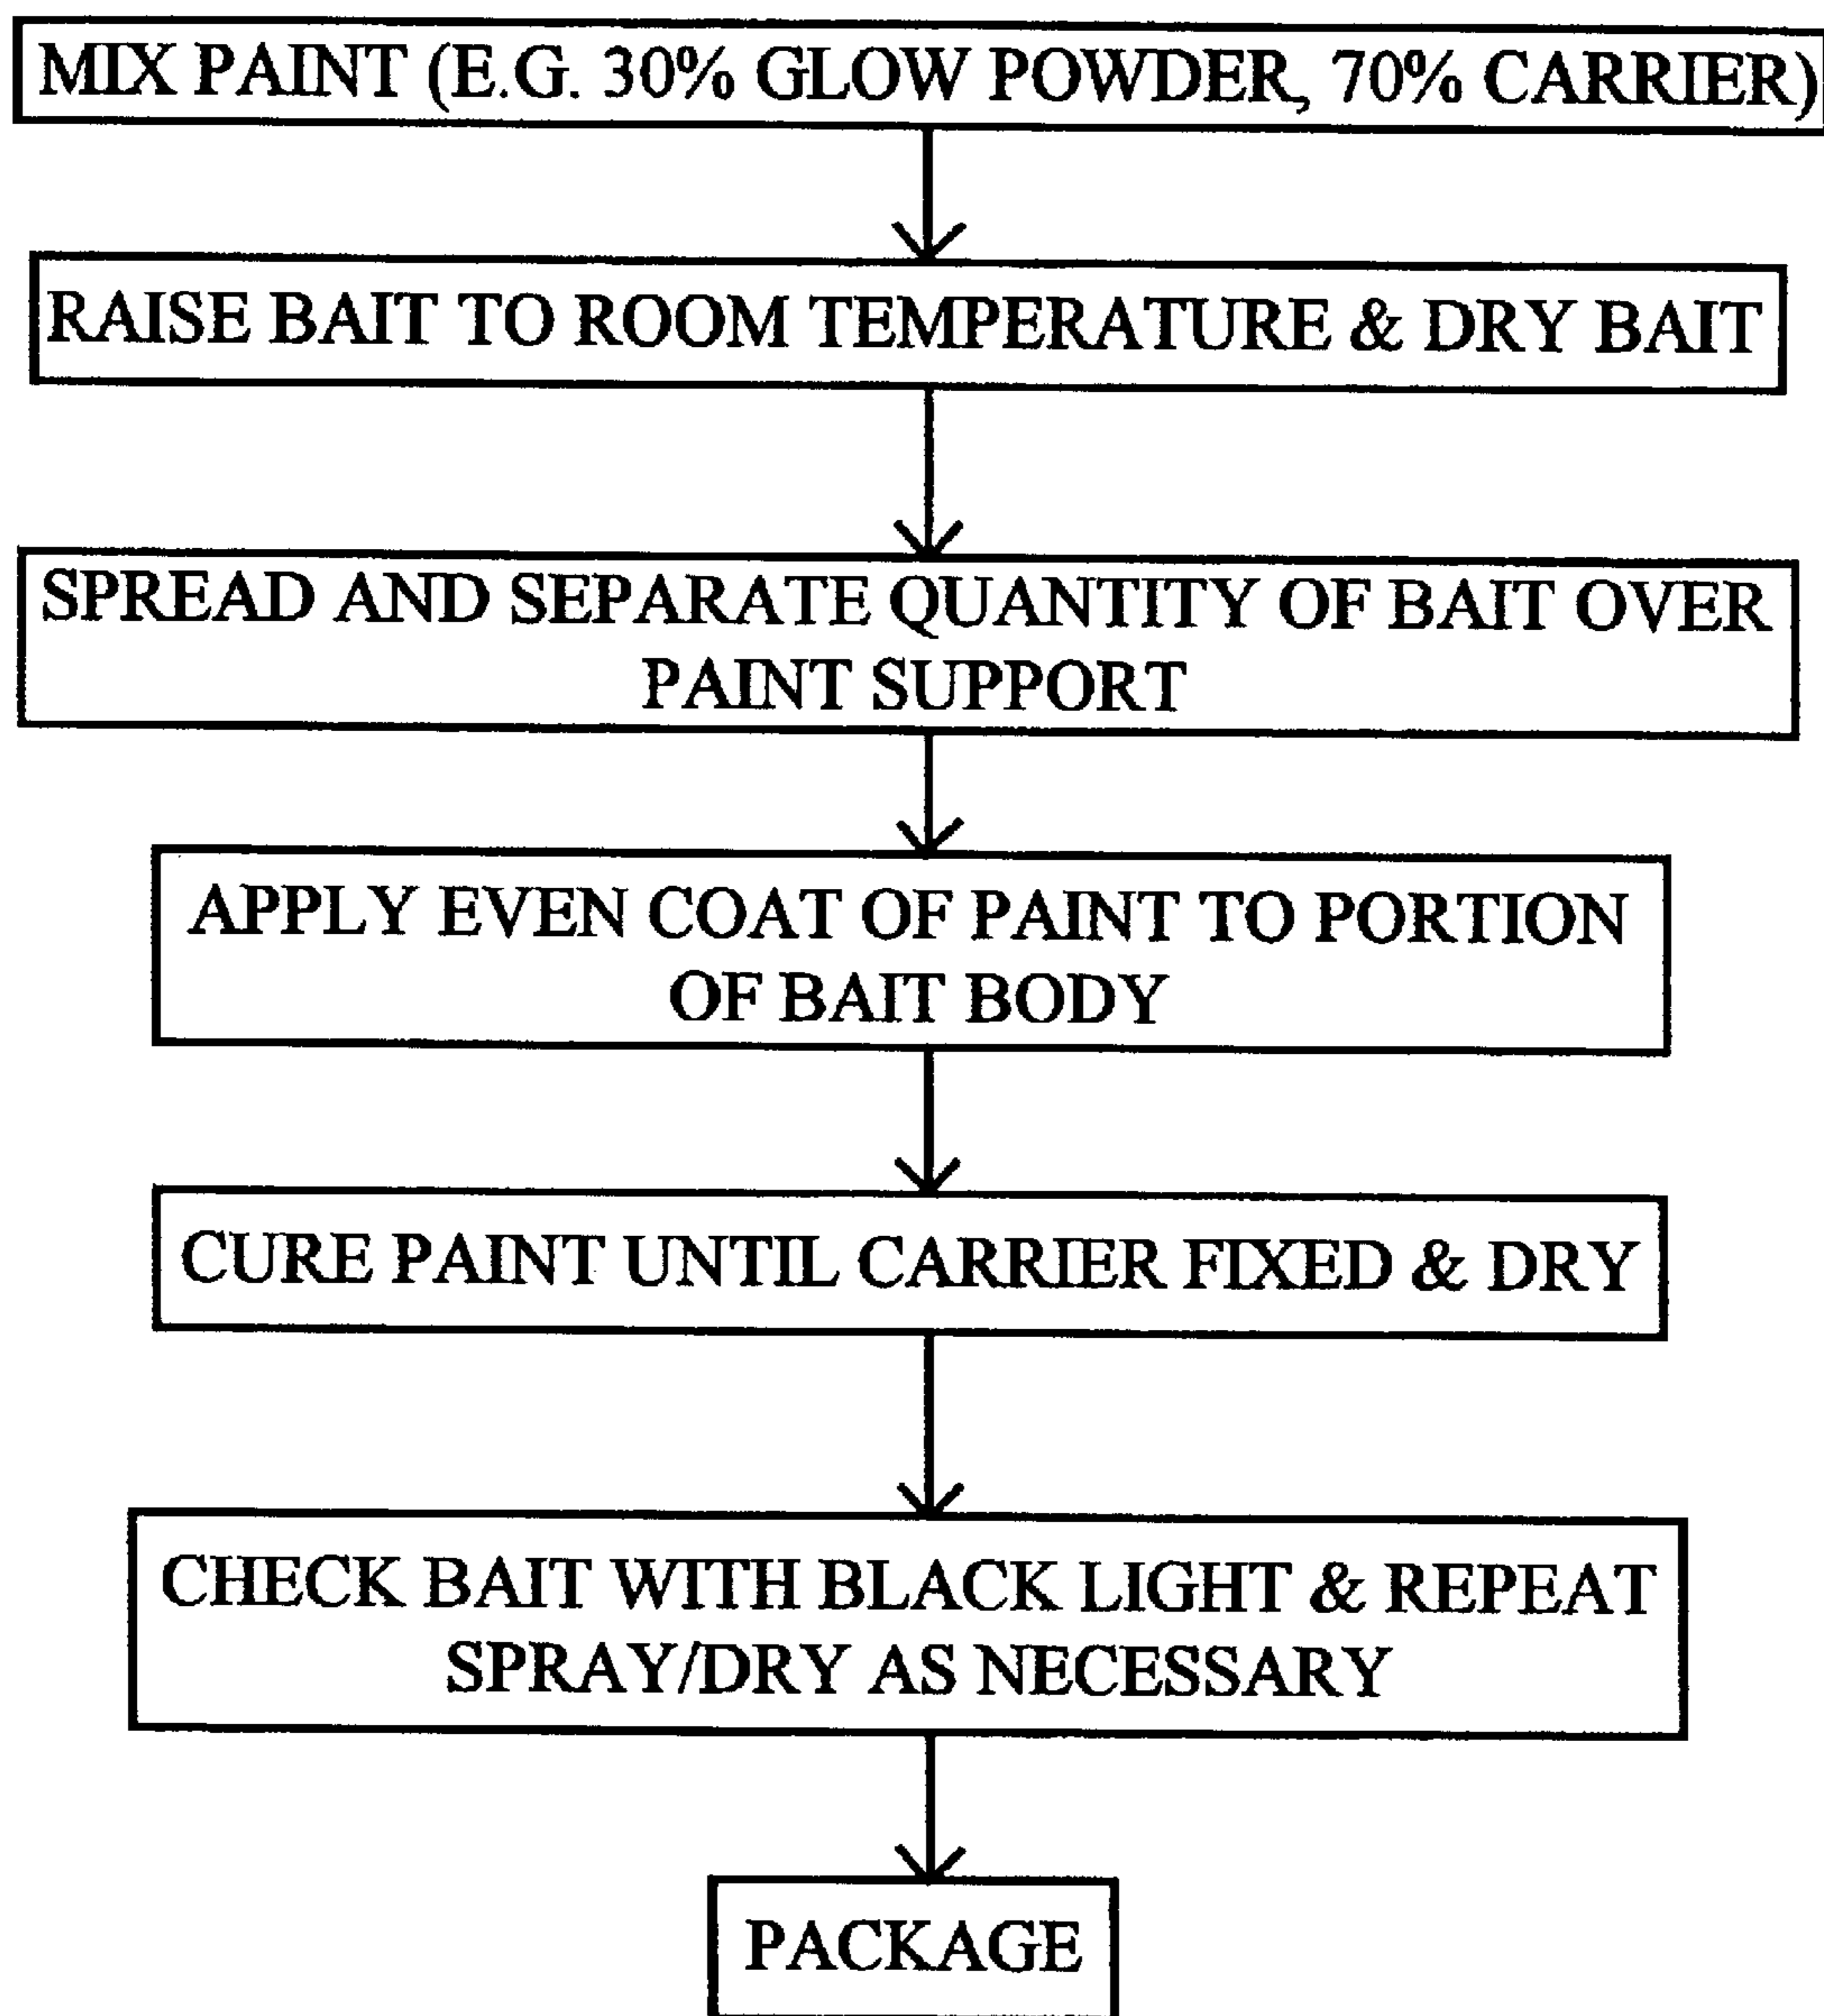 MIX PAINT (E.G. 30% GLOW POWDER, 70% CARRIER)
RAISE BAIT TO ROOM TEMPERATURE & DRY BAIT
SPREAD AND SEPARATE QUANTITY OF BAIT OVER
PAINT SUPPORT
APPLY EVEN COAT OF PAINT TO PORTION
OF BAIT BODY
CURE PAINT UNTIL CARRIER FIXED & DRY
CHECK BAIT WITH BLACK LIGHT & REPEAT
SPRAY/DRY AS NECESSARY
PACKAGE